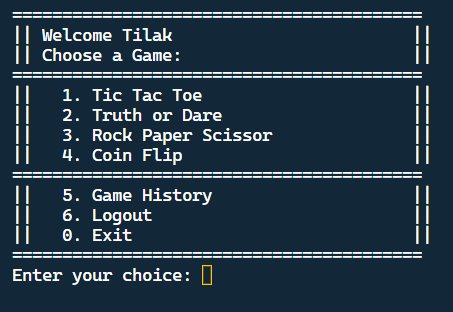 =========================================
|| Welcome Tilak                        ||
|| Choose a Game:                       ||
=========================================
||   1. Tic Tac Toe                     ||
||   2. Truth or Dare                   ||
||   3. Rock Paper Scissor              ||
||   4. Coin Flip                       ||
=========================================
||   5. Game History                    ||
||   6. Logout                          ||
||   0. Exit                            ||
=========================================
Enter your choice: